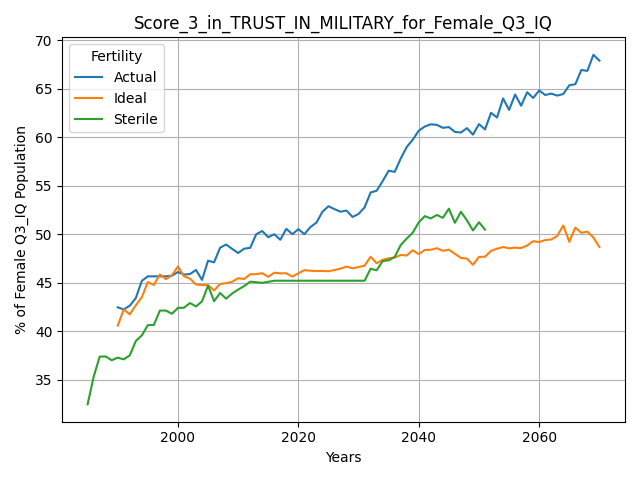 Score_3_in_TRUST_IN_MILITARY_for_Female_Q3_IQ
Fertility
Actual
Ideal
Sterile
% of Female Q3_IQ Population
70
65
60
55
50
45
40
35
2000 2020 2040 2060
Years